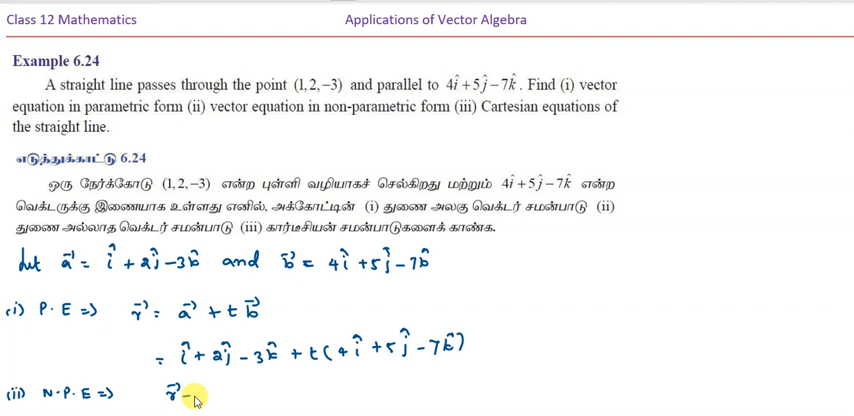 Class 12 Mathematics Applications of Vector Algebra
Example 6.24
A straight line passes through the point (1, 2, −3) and parallel to 4î + 5ĵ − 7k̂. Find (i) vector
equation in parametric form (ii) vector equation in non-parametric form (iii) Cartesian equations of
the straight line.
எடுத்துக்காட்டு 6.24
ஒரு நேர்க்கோடு (1, 2, −3) என்ற புள்ளி வழியாகச் செல்கிறது மற்றும் 4î + 5ĵ − 7k̂ என்ற
வெக்டருக்கு இணையாக உள்ளது எனில், அக்கோட்டின் (i) துணை அலகு வெக்டர் சமன்பாடு (ii)
துணை அல்லாத வெக்டர் சமன்பாடு (iii) கார்டீசியன் சமன்பாடுகளைக் காண்க.
Let a⃗ = î + 2ĵ − 3k̂ and b⃗ = 4î + 5ĵ − 7k̂
(i) P.E ⇒ r⃗ = a⃗ + t b⃗
= î + 2ĵ − 3k̂ + t(4î + 5ĵ − 7k̂)
(ii) N.P.E ⇒ r⃗ −